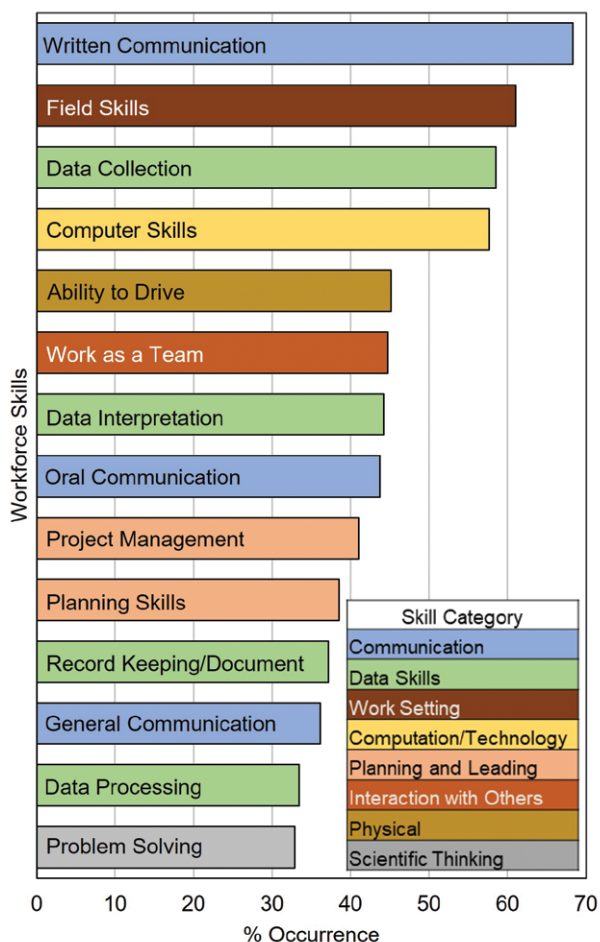 Written Communication
Field Skills
Data Collection
Computer Skills
Ability to Drive
Work as a Team
Data Interpretation
Oral Communication
Project Management
Planning Skills
Record Keeping/Document
General Communication
Data Processing
Problem Solving
Workforce Skills
Skill Category
Communication
Data Skills
Work Setting
Computation/Technology
Planning and Leading
Interaction with Others
Physical
Scientific Thinking
0 10 20 30 40 50 60 70
% Occurrence